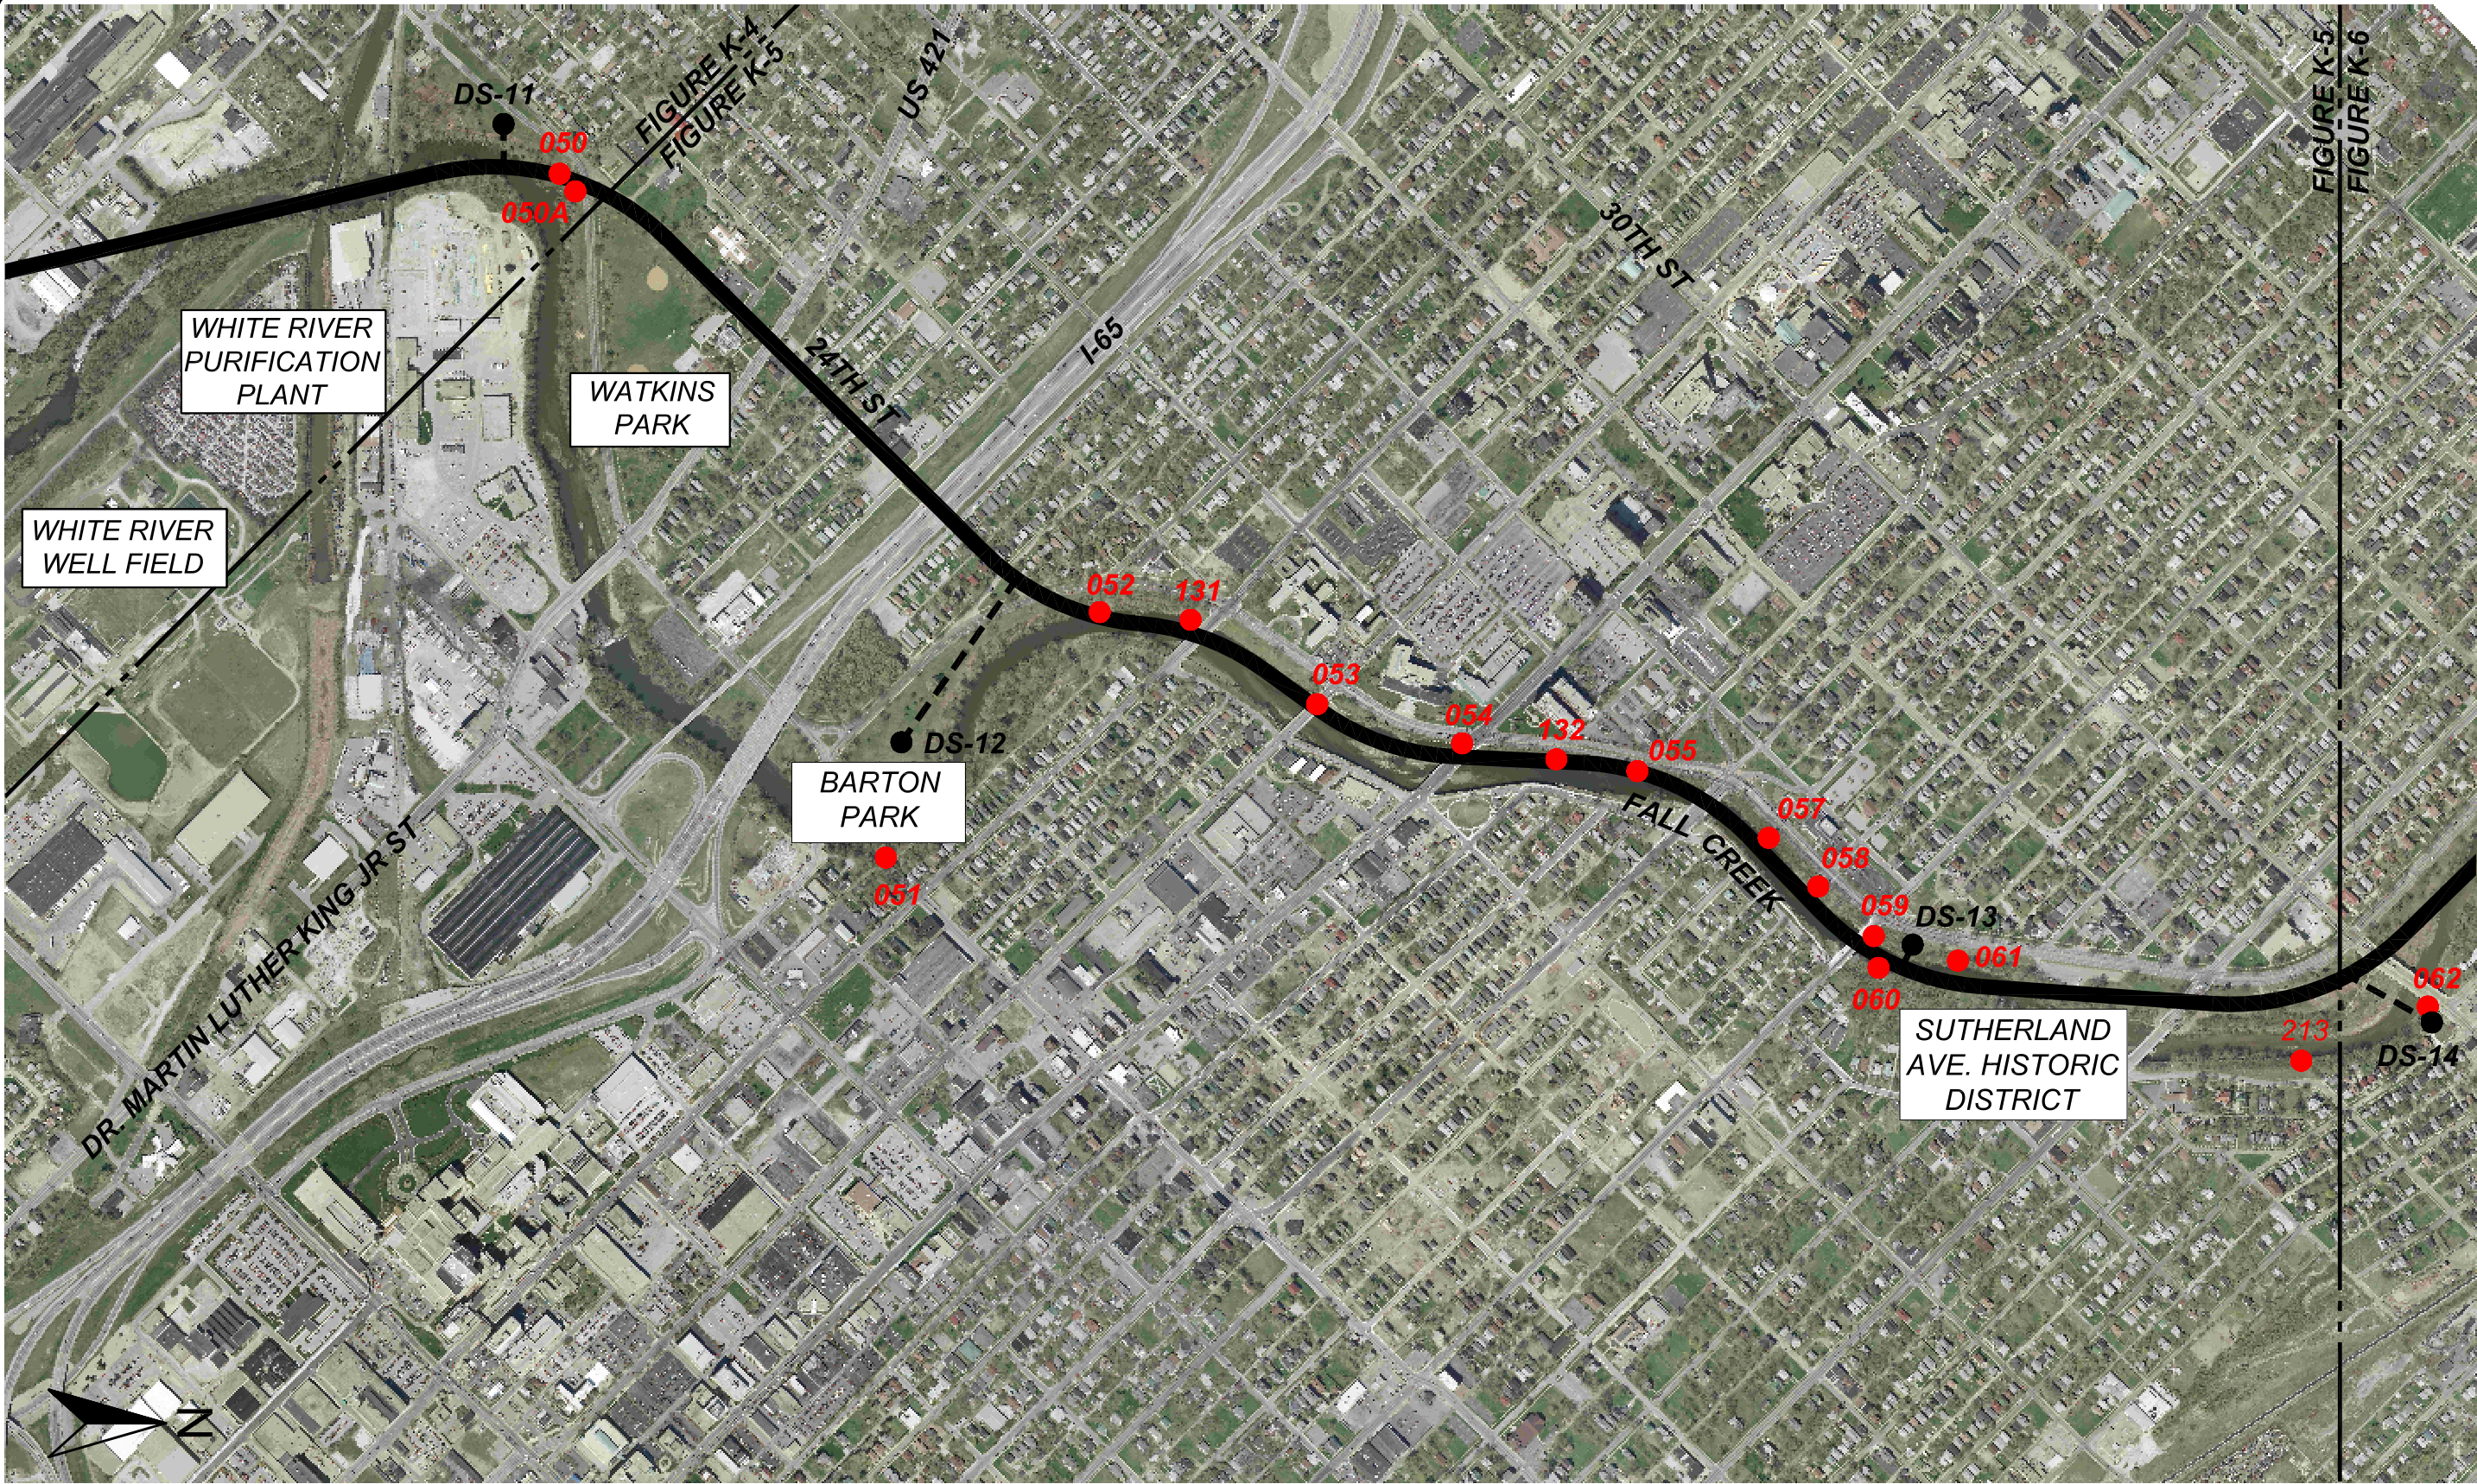 FIGURE K-4
FIGURE K-5
US 421
FIGURE K-5
FIGURE K-6
DS-11
050
050A
30TH ST
WHITE RIVER
PURIFICATION
PLANT
I-65
24TH ST
WATKINS
PARK
WHITE RIVER
WELL FIELD
052
131
053
054
132
055
DS-12
BARTON
PARK
051
057
FALL CREEK
058
059
DS-13
061
060
062
DR. MARTIN LUTHER KING JR ST
SUTHERLAND
AVE. HISTORIC
DISTRICT
213
DS-14
N